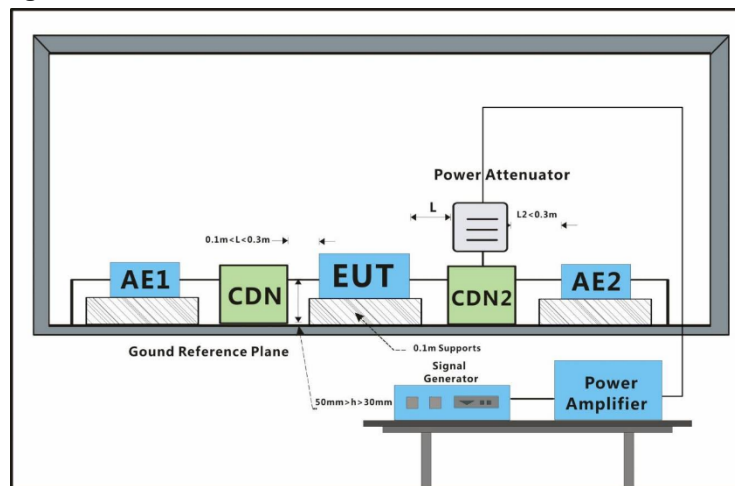 Power Attenuator
L
L2<0.3m
0.1m<L<0.3m
AE1
CDN
EUT
CDN2
AE2
Gound Reference Plane
0.1m Supports
50mm>h>30mm
Signal
Generator
Power
Amplifier